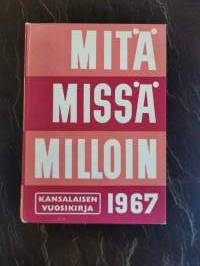 MITÄ
MISSÄ
MILLOIN
KANSALAISEN
VUOSIKIRJA
1967